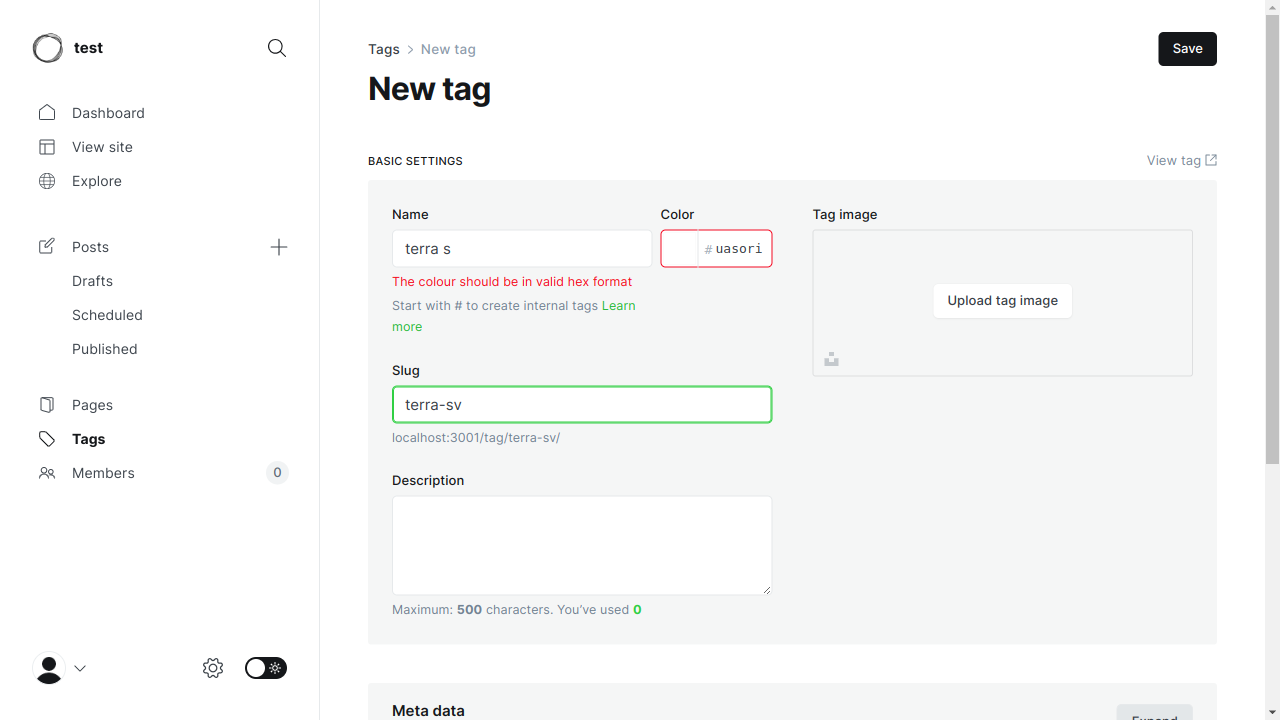 test
Dashboard
View site
Explore
Posts
Drafts
Scheduled
Published
Pages
Tags
Members
0
Tags
New tag
Save
New tag
BASIC SETTINGS
View tag
Name
Color
Tag image
terra s
# uasori
The colour should be in valid hex format
Start with # to create internal tags Learn
more
Upload tag image
Slug
terra-sv
localhost:3001/tag/terra-sv/
Description
Maximum: 500 characters. You’ve used 0
Meta data
Expand